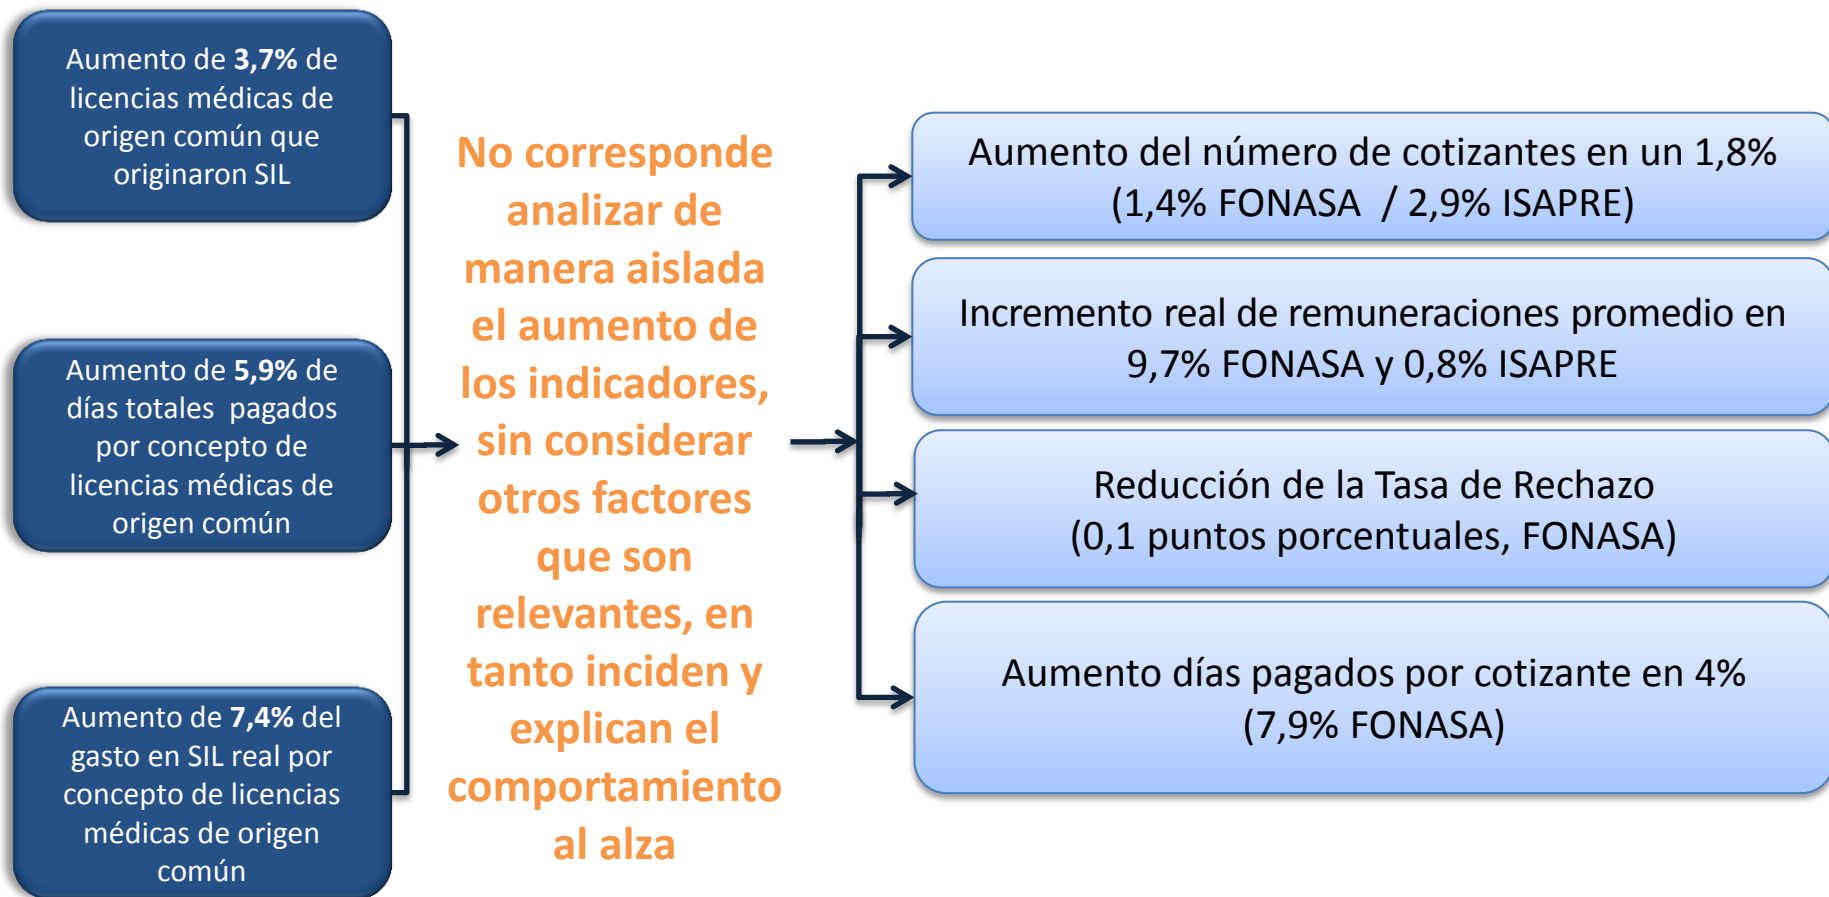 Aumento de 3,7% de
licencias médicas de
origen común que
originaron SIL
Aumento de 5,9% de
días totales pagados
por concepto de
licencias médicas de
origen común
Aumento de 7,4% del
gasto en SIL real por
concepto de licencias
médicas de origen
común
No corresponde
analizar de
manera aislada
el aumento de
los indicadores,
sin considerar
otros factores
que son
relevantes, en
tanto inciden y
explican el
comportamiento
al alza
Aumento del número de cotizantes en un 1,8%
(1,4% FONASA / 2,9% ISAPRE)
Incremento real de remuneraciones promedio en
9,7% FONASA y 0,8% ISAPRE
Reducción de la Tasa de Rechazo
(0,1 puntos porcentuales, FONASA)
Aumento días pagados por cotizante en 4%
(7,9% FONASA)